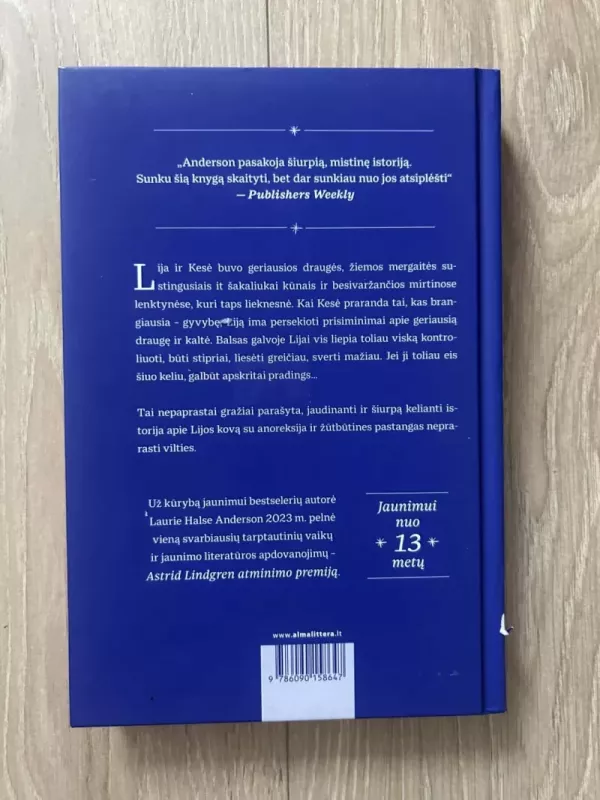 „Anderson pasakoja šiurpią, mistinę istoriją.
Sunku šią knygą skaityti, bet dar sunkiau nuo jos atsiplėšti“
— Publishers Weekly
Lija ir Kesė buvo geriausios draugės, žiemos mergaitės su-
stingusiais it šakaliukai kūnais ir besivaržančios mirtinose
lenktynėse, kuri taps lieknesnė. Kai Kesė praranda tai, kas bran-
giausia – gyvybę, Liją ima persekioti prisiminimai apie geriausią
draugę ir kaltė. Balsas galvoje Lijai vis liepia toliau viską kontro-
liuoti, būti stipriai, liesėti greičiau, sverti mažiau. Jei ji toliau eis
šiuo keliu, galbūt apskritai pradings...
Tai nepaprastai gražiai parašyta, jaudinanti ir šiurpą kelianti is-
torija apie Lijos kovą su anoreksija ir žūtbūtines pastangas nepra-
rasti vilties.
Už kūrybą jaunimui bestselerių autorė
Laurie Halse Anderson 2023 m. pelnė
vieną svarbiausių tarptautinių vaikų
ir jaunimo literatūros apdovanojimų –
Astrid Lindgren atminimo premiją.
Jaunimui
nuo
13
metų
www.almalittera.lt
9 786090 158647